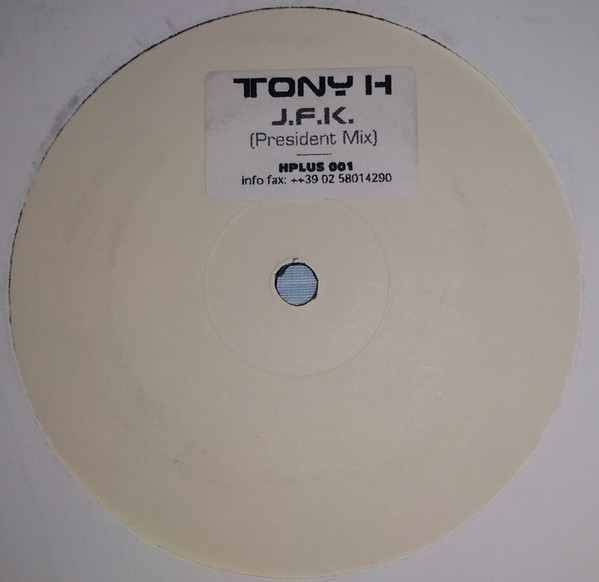 TONY H
J.F.K.
(President Mix)
HPLUS 001
info fax: ++39 02 58014290